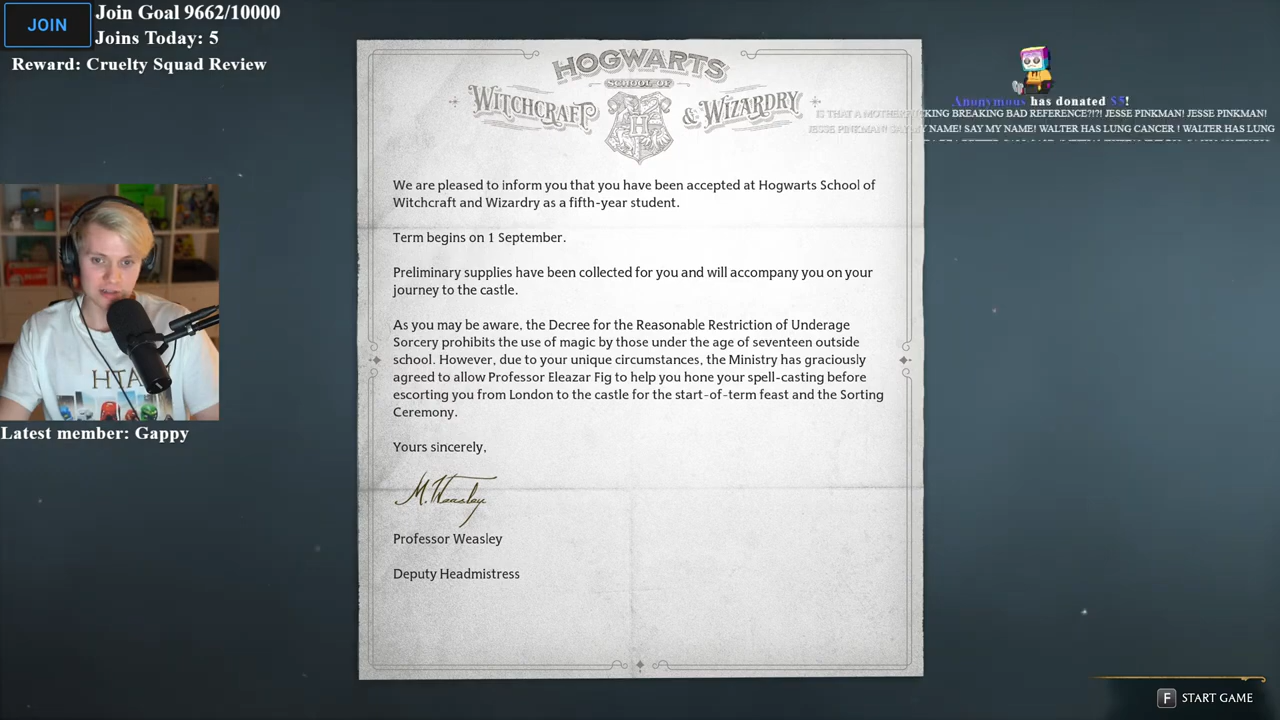 JOIN
Join Goal 9662/10000
Joins Today: 5
Reward: Cruelty Squad Review
HOGWARTS
SCHOOL OF
WITCHCRAFT & WIZARDRY
H
Anonymous has donated $5!
KING BREAKING BAD REFERENCE?!?! JESSE PINKMAN! JESSE PINKMAN!
JESSE PINKMAN! SAY MY NAME! SAY MY NAME! WALTER HAS LUNG CANCER ! WALTER HAS LUNG
We are pleased to inform you that you have been accepted at Hogwarts School of
Witchcraft and Wizardry as a fifth-year student.
Term begins on 1 September.
Preliminary supplies have been collected for you and will accompany you on your
journey to the castle.
As you may be aware, the Decree for the Reasonable Restriction of Underage
Sorcery prohibits the use of magic by those under the age of seventeen outside
school. However, due to your unique circumstances, the Ministry has graciously
agreed to allow Professor Eleazar Fig to help you hone your spell-casting before
escorting you from London to the castle for the start-of-term feast and the Sorting
Ceremony.
Yours sincerely,
M. Weasley
Professor Weasley
Deputy Headmistress
HTA
Latest member: Gappy
F START GAME